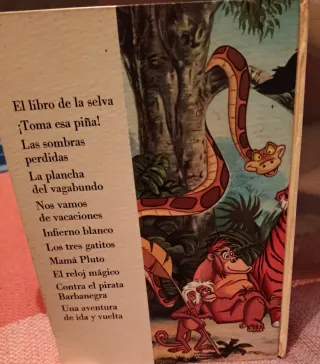 El libro de la selva
¡Toma esa piña!
Las sombras
perdidas
La plancha
del vagabundo
Nos vamos
de vacaciones
Infierno blanco
Los tres gatitos
Mamá Pluto
El reloj mágico
Contra el pirata
Barbanegra
Una aventura
de ida y vuelta